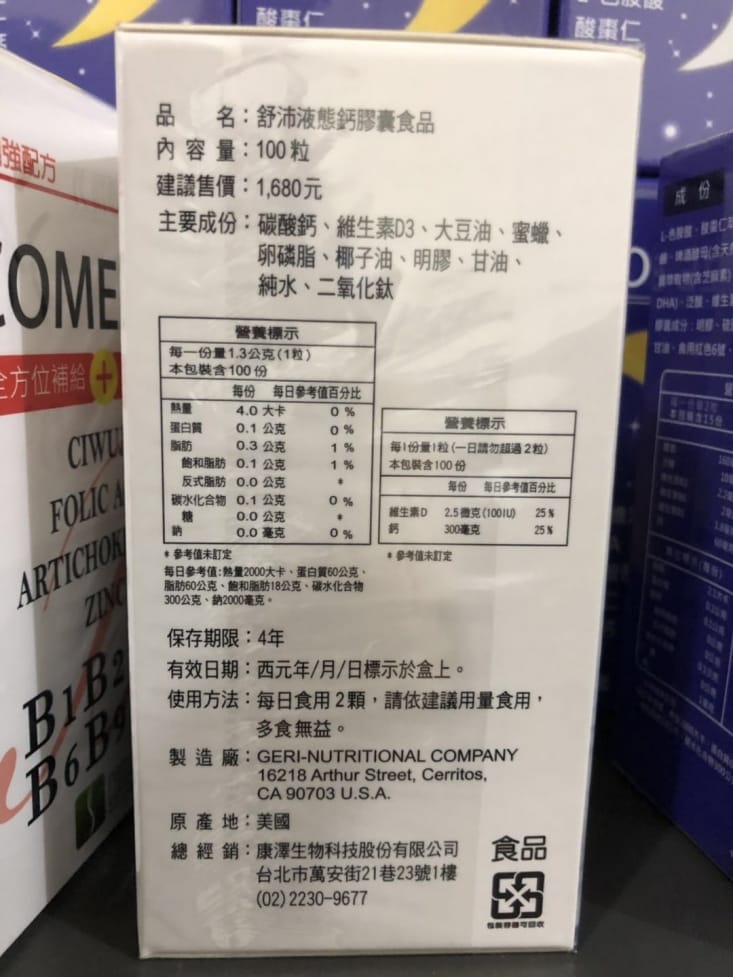 酸棗仁
酸棗仁
強配方
COME
全方位補給+
CIWU
FOLIC A
ARTICHOK
ZINC
B1B2
B6B9
品 名：舒沛液態鈣膠囊食品
內容量：100粒
建議售價：1,680元
主要成份：碳酸鈣、維生素D3、大豆油、蜜蠟、
卵磷脂、椰子油、明膠、甘油、
純水、二氧化鈦
營養標示
每一份量1.3公克(1粒)
本包裝含100份
每份 每日參考值百分比
熱量 4.0 大卡 0 %
蛋白質 0.1 公克 0 %
脂肪 0.3 公克 1 %
飽和脂肪 0.1 公克 1 %
反式脂肪 0.0 公克 *
碳水化合物 0.1 公克 0 %
糖 0.0 公克 *
鈉 0.0 毫克 0 %
* 參考值未訂定
每日參考值:熱量2000大卡、蛋白質60公克、
脂肪60公克、飽和脂肪18公克、碳水化合物
300公克、鈉2000毫克。
營養標示
每1份量1粒(一日請勿超過2粒)
本包裝含100份
每份 每日參考值百分比
維生素D 2.5微克(100IU) 25%
鈣 300毫克 25%
* 參考值未訂定
保存期限：4年
有效日期：西元年/月/日標示於盒上。
使用方法：每日食用2顆，請依建議用量食用，
多食無益。
製造廠：GERI-NUTRITIONAL COMPANY
16218 Arthur Street, Cerritos,
CA 90703 U.S.A.
原產地：美國
總經銷：康澤生物科技股份有限公司
台北市萬安街21巷23號1樓
(02)2230-9677
食品
包裝容器可回收
成份